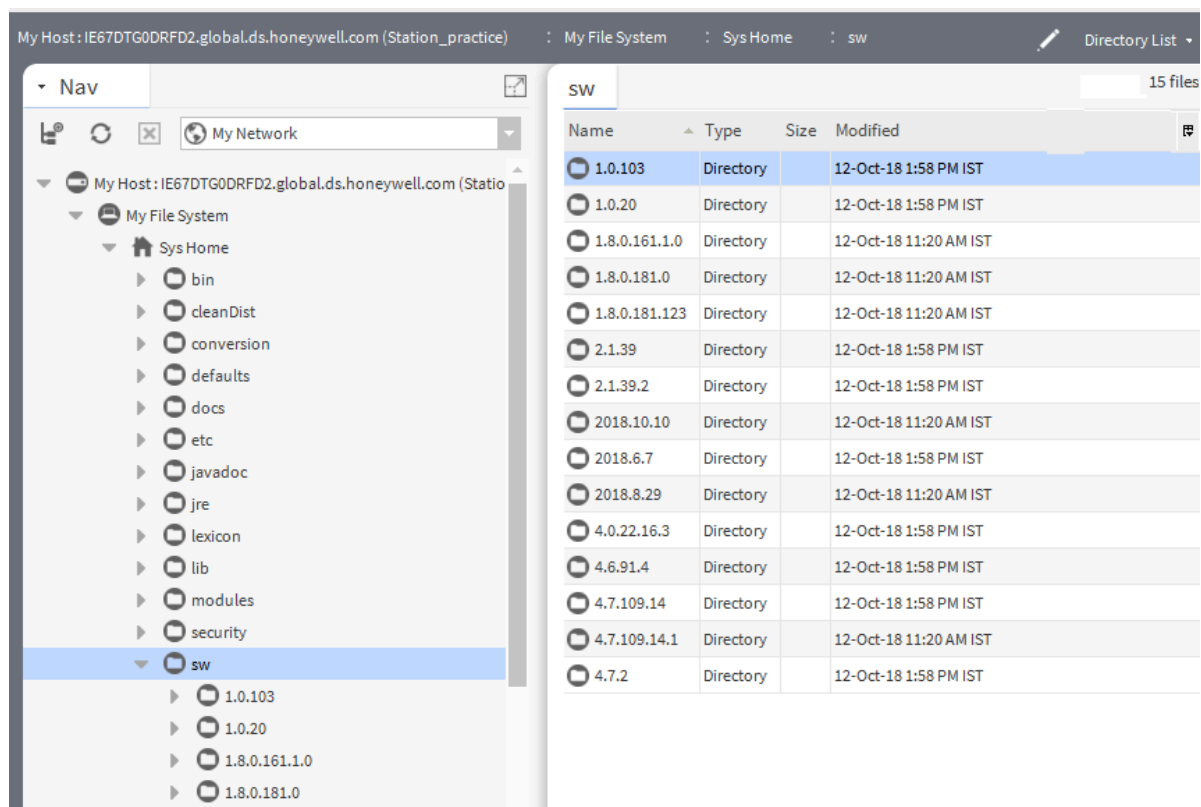 My Host : IE67DTG0DRFD2.global.ds.honeywell.com (Station_practice) : My File System : Sys Home : sw Directory List
Nav
My Network
My Host : IE67DTG0DRFD2.global.ds.honeywell.com (Statio
My File System
Sys Home
bin
cleanDist
conversion
defaults
docs
etc
javadoc
jre
lexicon
lib
modules
security
sw
1.0.103
1.0.20
1.8.0.161.1.0
1.8.0.181.0
sw 15 files
Name Type Size Modified
1.0.103 Directory 12-Oct-18 1:58 PM IST
1.0.20 Directory 12-Oct-18 1:58 PM IST
1.8.0.161.1.0 Directory 12-Oct-18 11:20 AM IST
1.8.0.181.0 Directory 12-Oct-18 11:20 AM IST
1.8.0.181.123 Directory 12-Oct-18 11:20 AM IST
2.1.39 Directory 12-Oct-18 1:58 PM IST
2.1.39.2 Directory 12-Oct-18 1:58 PM IST
2018.10.10 Directory 12-Oct-18 11:20 AM IST
2018.6.7 Directory 12-Oct-18 1:58 PM IST
2018.8.29 Directory 12-Oct-18 11:20 AM IST
4.0.22.16.3 Directory 12-Oct-18 1:58 PM IST
4.6.91.4 Directory 12-Oct-18 1:58 PM IST
4.7.109.14 Directory 12-Oct-18 1:58 PM IST
4.7.109.14.1 Directory 12-Oct-18 11:20 AM IST
4.7.2 Directory 12-Oct-18 1:58 PM IST